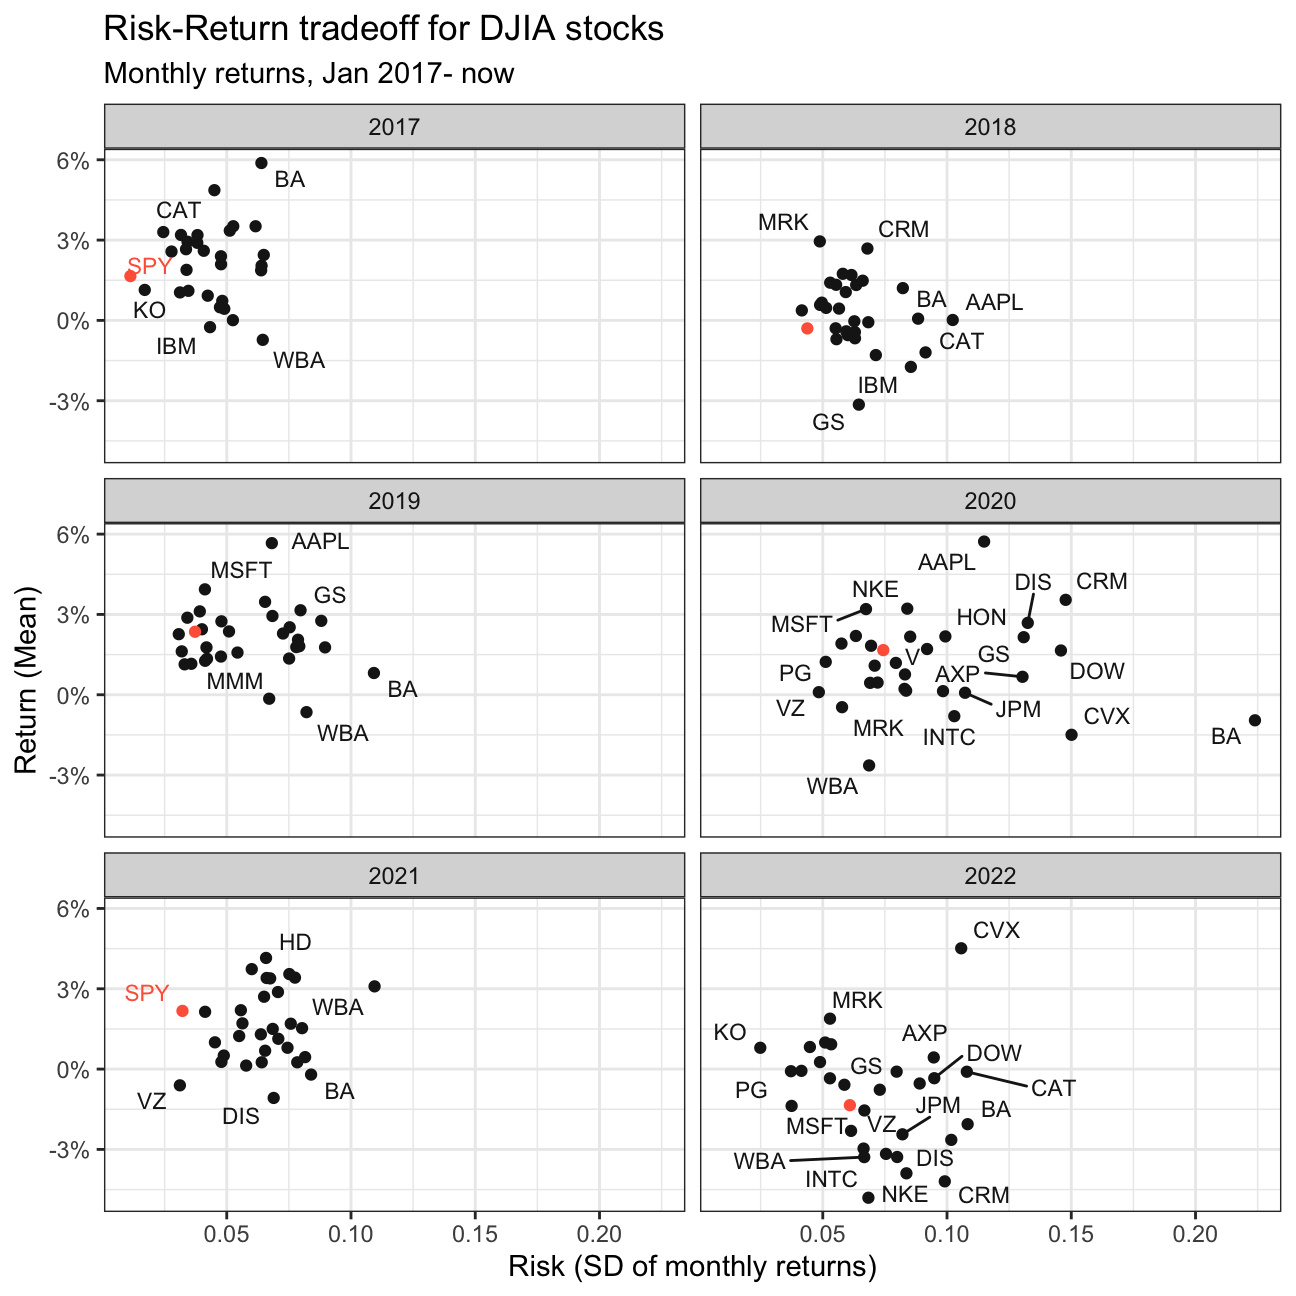 Risk-Return tradeoff for DJIA stocks
Monthly returns, Jan 2017- now
2017
2018
6%
3%
0%
-3%
BA
CAT
SPY
KO
IBM
WBA
MRK
CRM
BA
AAPL
CAT
IBM
GS
2019
2020
6%
3%
0%
-3%
AAPL
MSFT
GS
MMM
BA
WBA
AAPL
DIS
CRM
NKE
MSFT
HON
V
GS
PG
AXP
DOW
VZ
JPM
MRK
INTC
CVX
BA
WBA
2021
2022
6%
3%
0%
-3%
HD
SPY
WBA
VZ
DIS
BA
CVX
MRK
KO
AXP
DOW
GS
CAT
PG
JPM
BA
MSFT
VZ
WBA
DIS
INTC
NKE
CRM
0.05
0.10
0.15
0.20
0.05
0.10
0.15
0.20
Return (Mean)
Risk (SD of monthly returns)